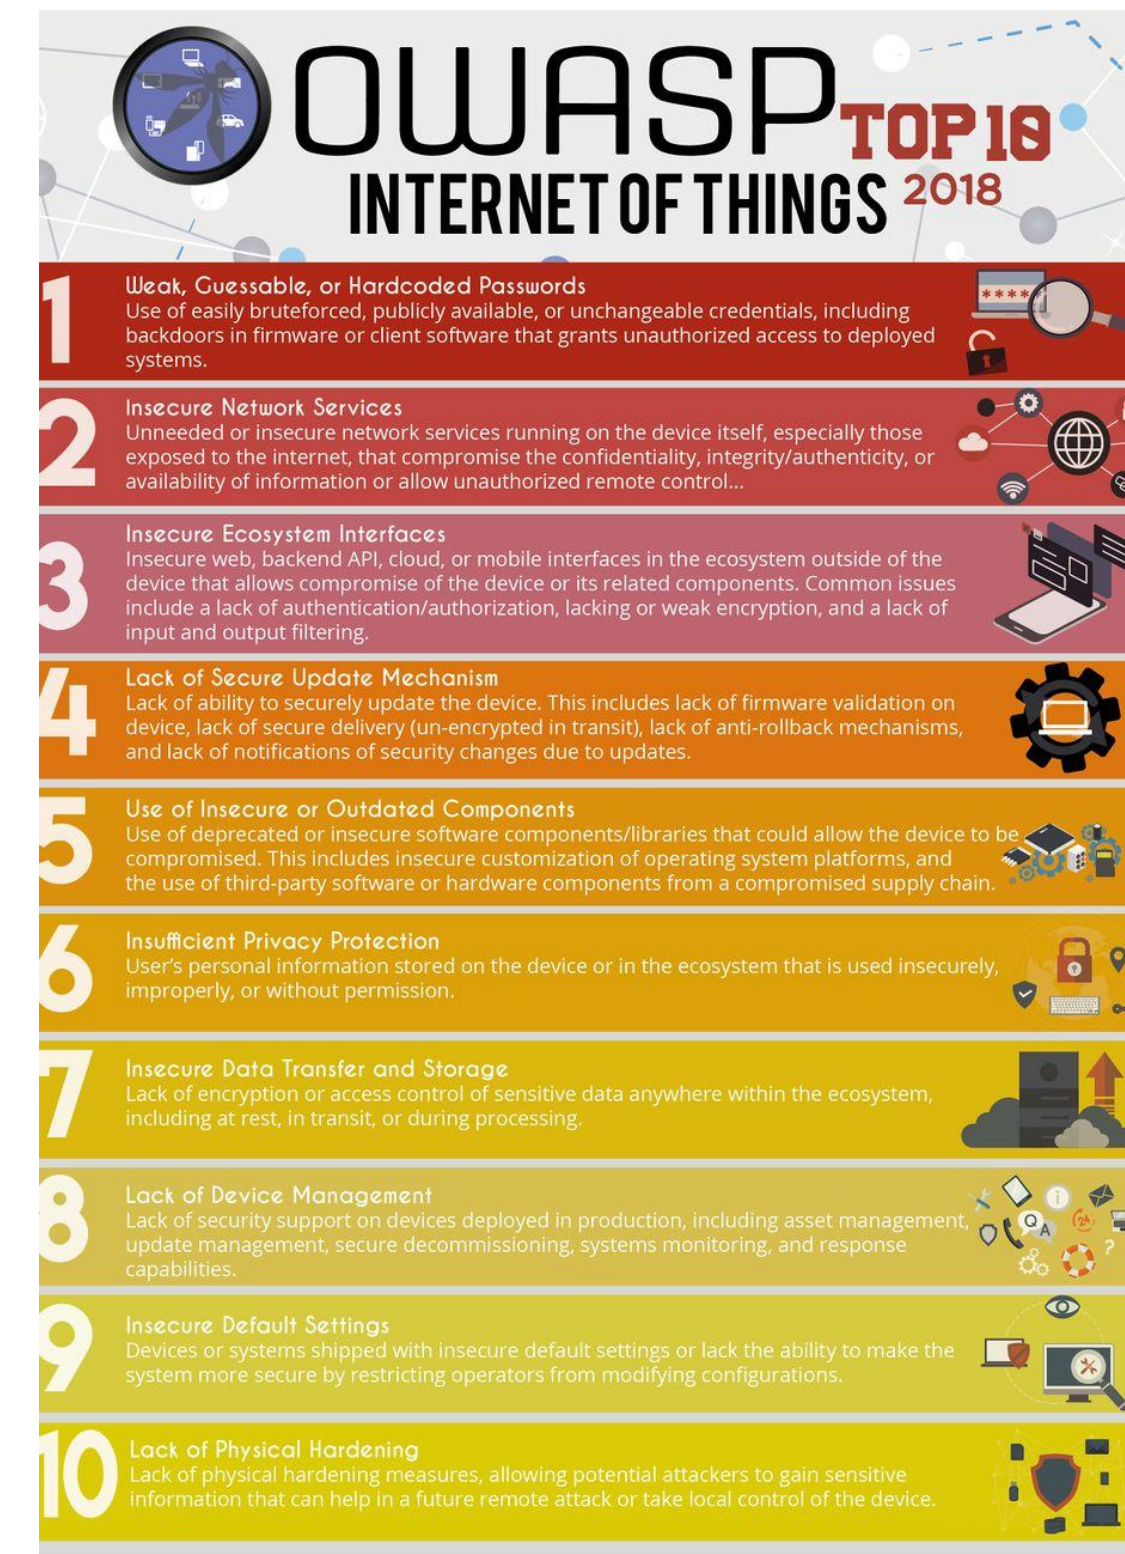 OWASP TOP 10
INTERNET OF THINGS 2018
1
Weak, Guessable, or Hardcoded Passwords
Use of easily bruteforced, publicly available, or unchangeable credentials, including
backdoors in firmware or client software that grants unauthorized access to deployed
systems.
****
2
Insecure Network Services
Unneeded or insecure network services running on the device itself, especially those
exposed to the internet, that compromise the confidentiality, integrity/authenticity, or
availability of information or allow unauthorized remote control...
3
Insecure Ecosystem Interfaces
Insecure web, backend API, cloud, or mobile interfaces in the ecosystem outside of the
device that allows compromise of the device or its related components. Common issues
include a lack of authentication/authorization, lacking or weak encryption, and a lack of
input and output filtering.
4
Lack of Secure Update Mechanism
Lack of ability to securely update the device. This includes lack of firmware validation on
device, lack of secure delivery (un-encrypted in transit), lack of anti-rollback mechanisms,
and lack of notifications of security changes due to updates.
5
Use of Insecure or Outdated Components
Use of deprecated or insecure software components/libraries that could allow the device to be
compromised. This includes insecure customization of operating system platforms, and
the use of third-party software or hardware components from a compromised supply chain.
6
Insufficient Privacy Protection
User's personal information stored on the device or in the ecosystem that is used insecurely,
improperly, or without permission.
7
Insecure Data Transfer and Storage
Lack of encryption or access control of sensitive data anywhere within the ecosystem,
including at rest, in transit, or during processing.
8
Lack of Device Management
Lack of security support on devices deployed in production, including asset management,
update management, secure decommissioning, systems monitoring, and response
capabilities.
i
Q
A
24
?
9
Insecure Default Settings
Devices or systems shipped with insecure default settings or lack the ability to make the
system more secure by restricting operators from modifying configurations.
10
Lack of Physical Hardening
Lack of physical hardening measures, allowing potential attackers to gain sensitive
information that can help in a future remote attack or take local control of the device.